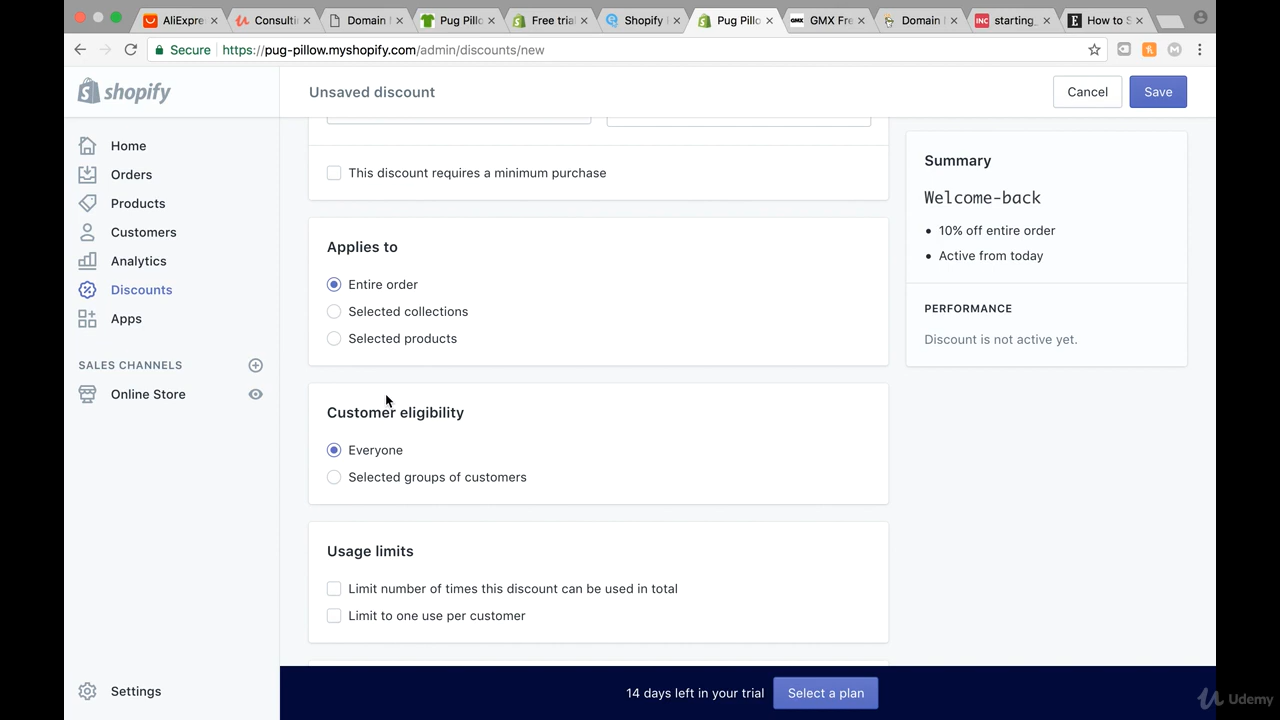 AliExpre
Consulti
Domain
Pug Pill
Free tria
Shopify
Pug Pillo
GMX GMX Fre
Domain
INC starting_
E How to S
Secure https://pug-pillow.myshopify.com/admin/discounts/new
shopify
Unsaved discount
Cancel
Save
Home
Orders
Products
Customers
Analytics
Discounts
Apps
SALES CHANNELS
Online Store
Settings
This discount requires a minimum purchase
Applies to
Entire order
Selected collections
Selected products
Customer eligibility
Everyone
Selected groups of customers
Usage limits
Limit number of times this discount can be used in total
Limit to one use per customer
Summary
Welcome-back
10% off entire order
Active from today
PERFORMANCE
Discount is not active yet.
14 days left in your trial
Select a plan
Udemy